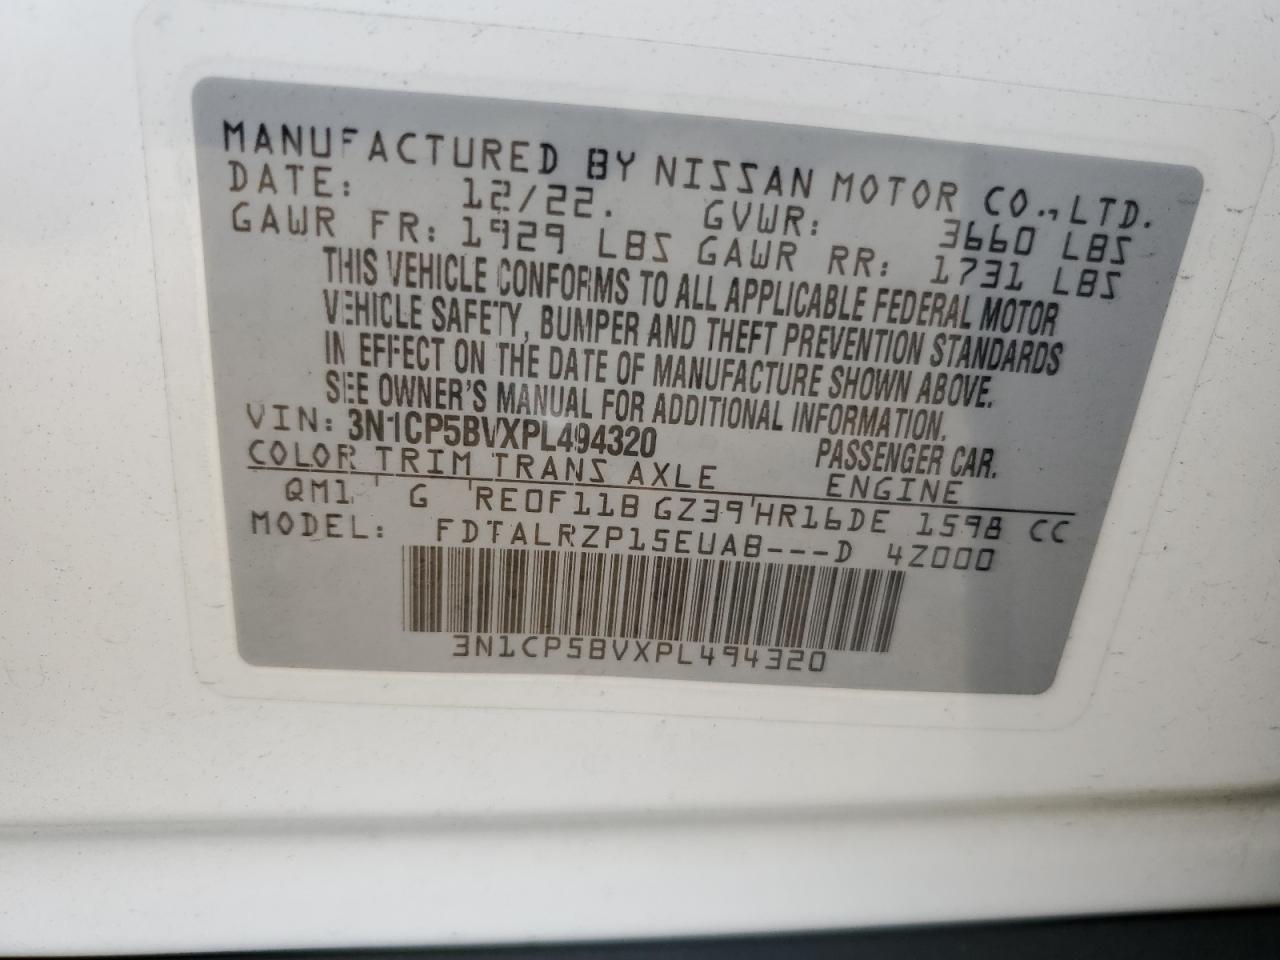 MANUFACTURED BY NISSAN MOTOR CO., LTD.
DATE: 12/22. GVWR: 3660 LBS
GAWR FR: 1929 LBS GAWR RR: 1731 LBS
THIS VEHICLE CONFORMS TO ALL APPLICABLE FEDERAL MOTOR
VEHICLE SAFETY, BUMPER AND THEFT PREVENTION STANDARDS
IN EFFECT ON THE DATE OF MANUFACTURE SHOWN ABOVE.
SEE OWNER'S MANUAL FOR ADDITIONAL INFORMATION.
VIN: 3N1CP5BVXPL494320 PASSENGER CAR.
COLOR TRIM TRANS AXLE ENGINE
QM1 G RE0F11B GZ39 HR16DE 1598 CC
MODEL: FDTALRZP15EUAB---D 4Z000
3N1CP5BVXPL494320